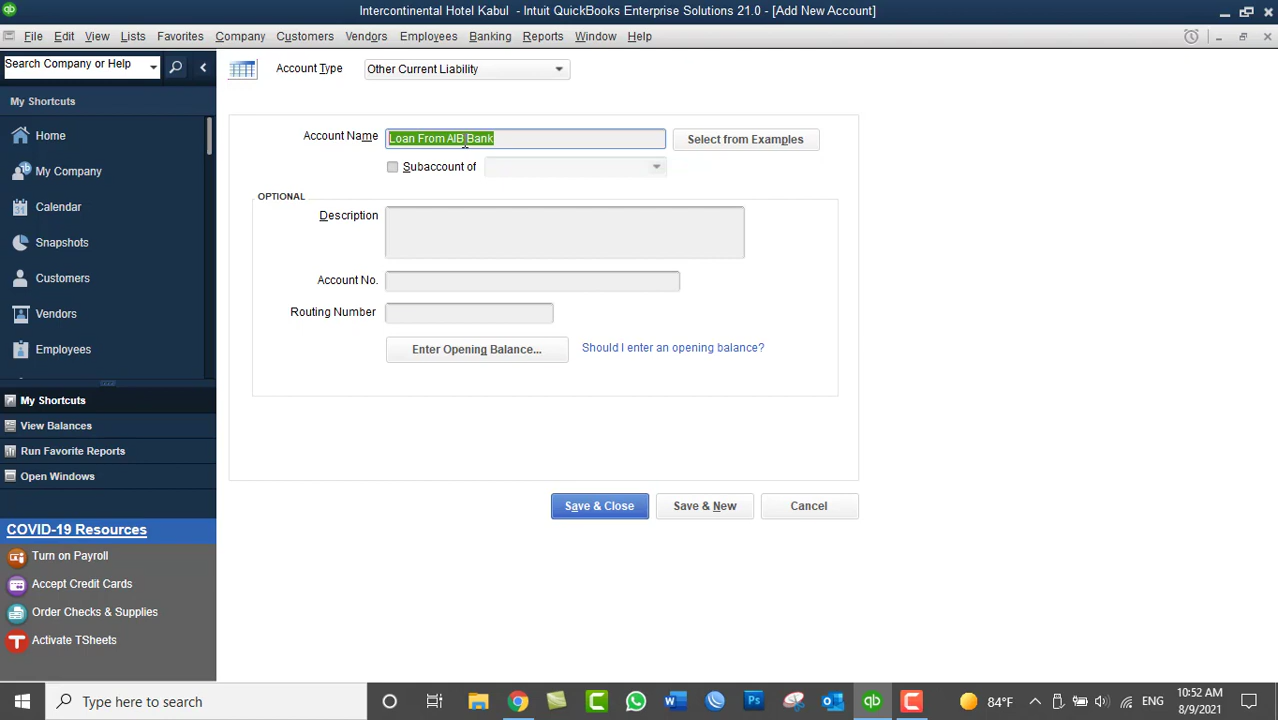 Intercontinental Hotel Kabul - Intuit QuickBooks Enterprise Solutions 21.0 - [Add New Account]
File Edit View Lists Favorites Company Customers Vendors Employees Banking Reports Window Help
Search Company or Help
My Shortcuts
Home
My Company
Calendar
Snapshots
Customers
Vendors
Employees
My Shortcuts
View Balances
Run Favorite Reports
Open Windows
COVID-19 Resources
Turn on Payroll
Accept Credit Cards
Order Checks & Supplies
Activate TSheets
Account Type Other Current Liability
Account Name Loan From AIB Bank Select from Examples
Subaccount of
OPTIONAL
Description
Account No.
Routing Number
Enter Opening Balance... Should I enter an opening balance?
Save & Close Save & New Cancel
Type here to search
84°F ENG
10:52 AM
8/9/2021